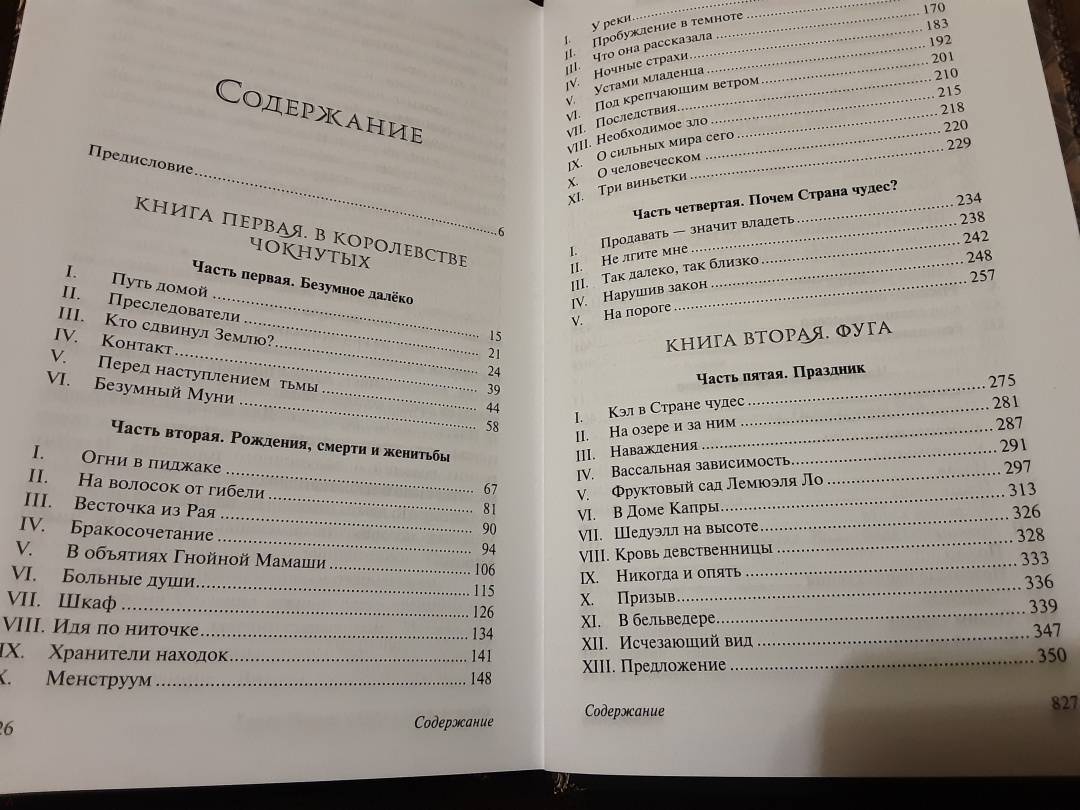 СОДЕРЖАНИЕ
Предисловие 6
КНИГА ПЕРВАЯ. В КОРОЛЕВСТВЕ
ЧОКНУТЫХ
Часть первая. Безумное далёко
I. Путь домой 15
II. Преследователи 21
III. Кто сдвинул Землю? 24
IV. Контакт 39
V. Перед наступлением тьмы 44
VI. Безумный Муни 58
Часть вторая. Рождения, смерти и женитьбы
I. Огни в пиджаке 67
II. На волосок от гибели 81
III. Весточка из Рая 90
IV. Бракосочетание 94
V. В объятиях Гнойной Мамаши 106
VI. Больные души 115
VII. Шкаф 126
VIII. Идя по ниточке 134
IX. Хранители находок 141
X. Менструум 148
26 Содержание
I. У реки
II. Пробуждение в темноте
III. Что она рассказала 170
IV. Ночные страхи 183
V. Устами младенца 192
VI. Под крепчающим ветром 201
VII. Последствия 210
VIII. Необходимое зло 215
IX. О сильных мира сего 218
X. О человеческом 220
XI. Три виньетки 229
Часть четвертая. Почем Страна чудес?
I. Продавать — значит владеть 234
II. Не лгите мне 238
III. Так далеко, так близко 242
IV. Нарушив закон 248
V. На пороге 257
КНИГА ВТОРАЯ. ФУГА
Часть пятая. Праздник
I. Кэл в Стране чудес 275
II. На озере и за ним 281
III. Наваждения 287
IV. Вассальная зависимость 291
V. Фруктовый сад Лемюэля Ло 297
VI. В Доме Капры 313
VII. Шедуэлл на высоте 326
VIII. Кровь девственницы 328
IX. Никогда и опять 333
X. Призыв 336
XI. В бельведере 339
XII. Исчезающий вид 347
XIII. Предложение 350
Содержание 827